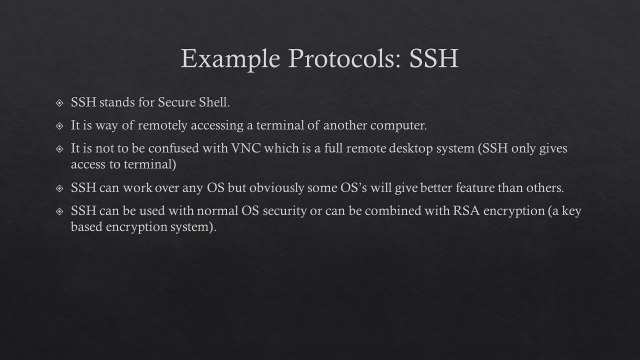 Example Protocols: SSH
SSH stands for Secure Shell.
It is way of remotely accessing a terminal of another computer.
It is not to be confused with VNC which is a full remote desktop system (SSH only gives
access to terminal)
SSH can work over any OS but obviously some OS's will give better feature than others.
SSH can be used with normal OS security or can be combined with RSA encryption (a key
based encryption system).